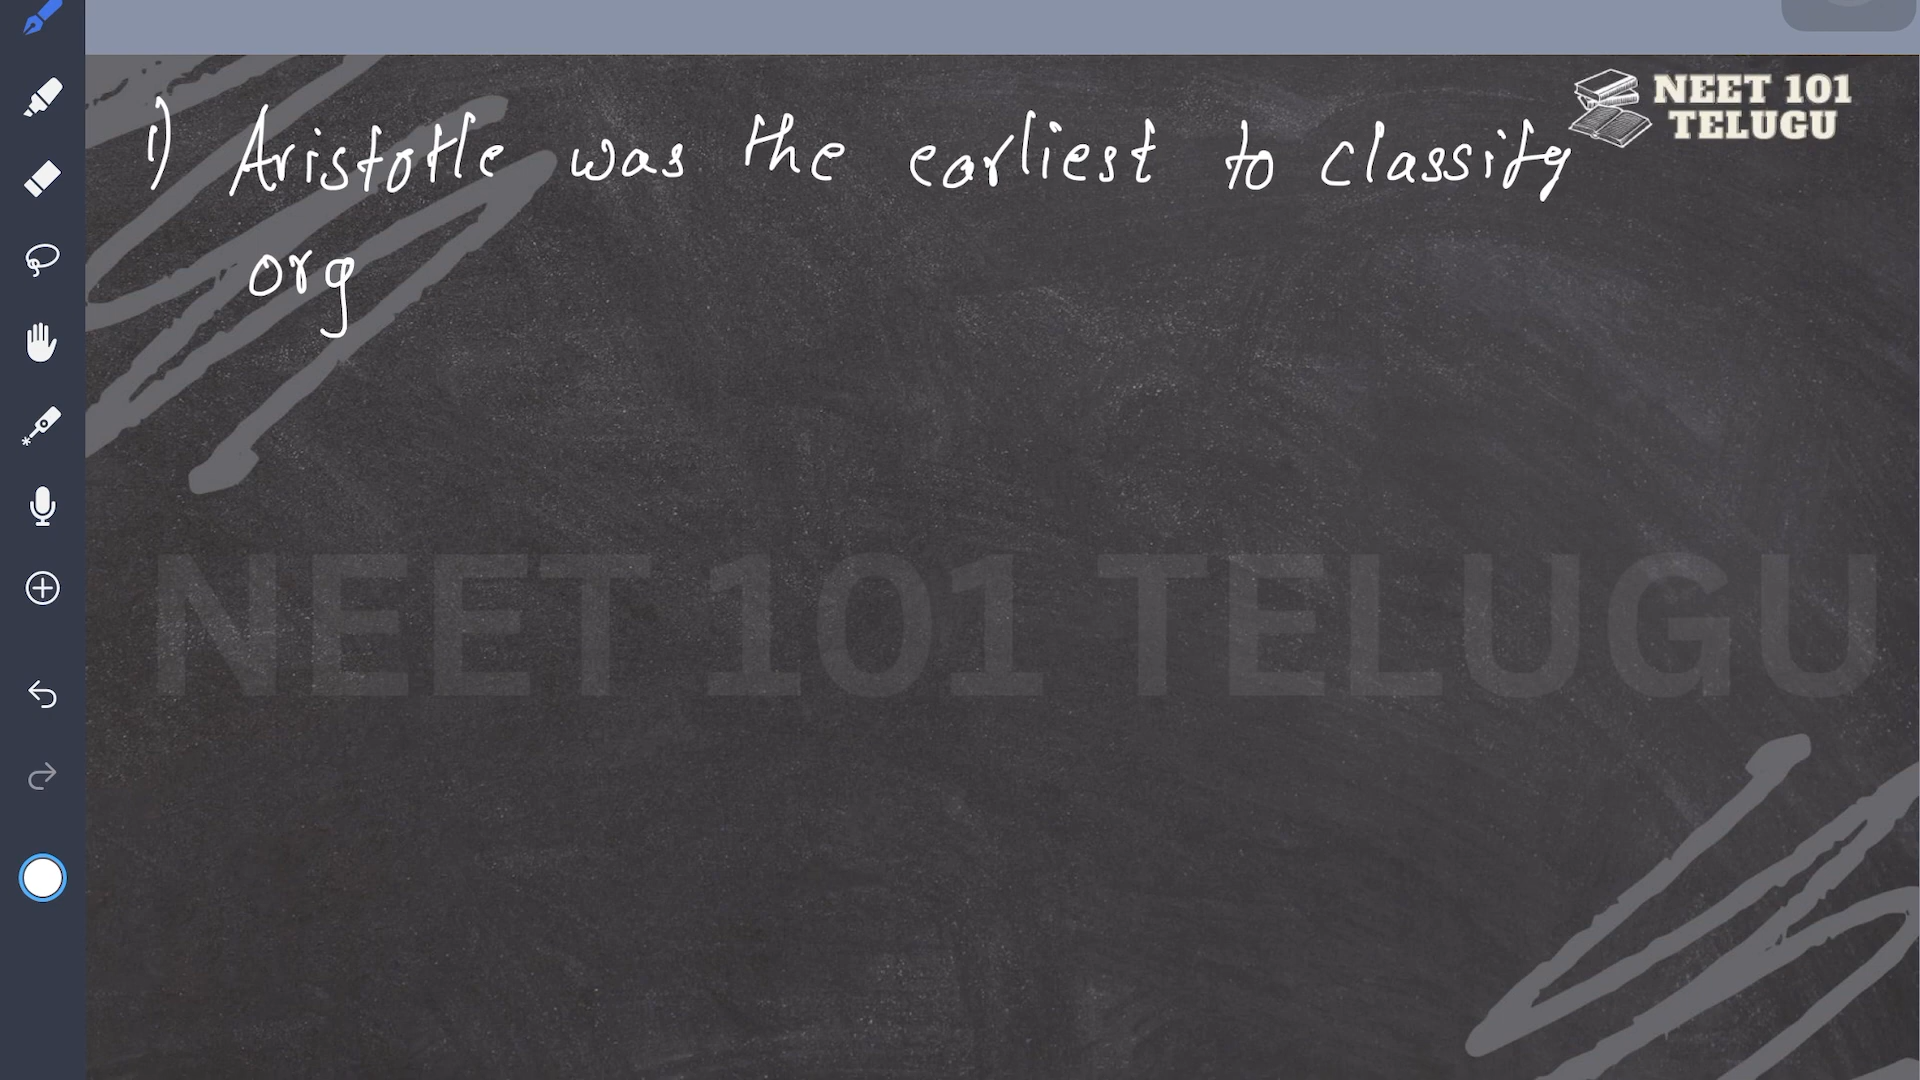 NEET 101
TELUGU
1) Aristotle was the earliest to classify
org
NEET 101 TELUGU